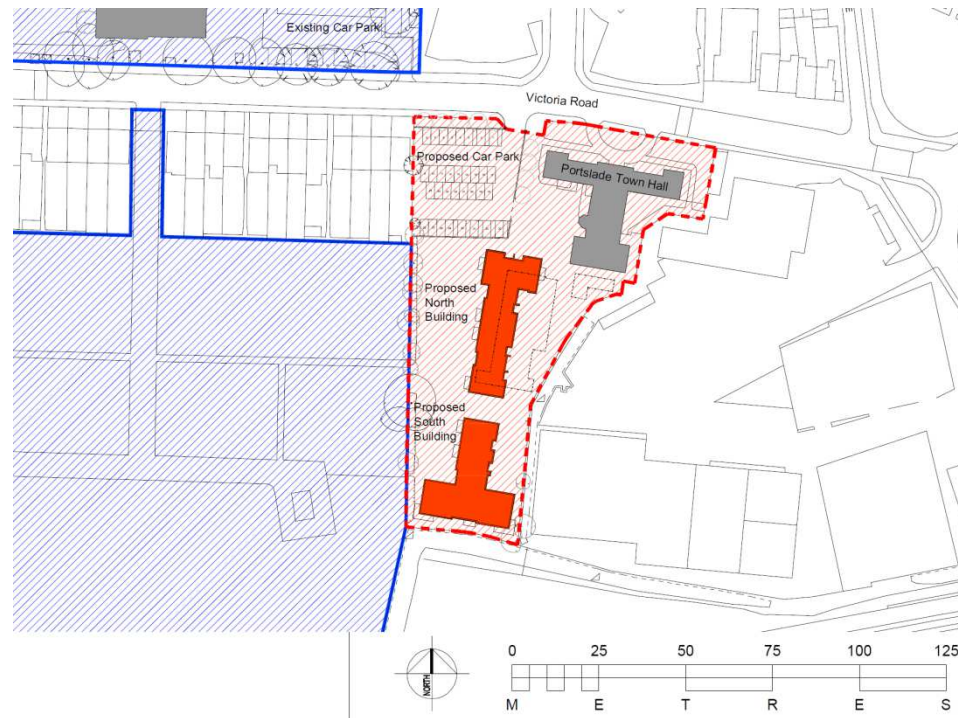 Existing Car Park
Victoria Road
Proposed Car Park
Portslade Town Hall
Proposed
North
Building
Proposed
South
Building
NORTH
0 25 50 75 100 125
M E T R E S